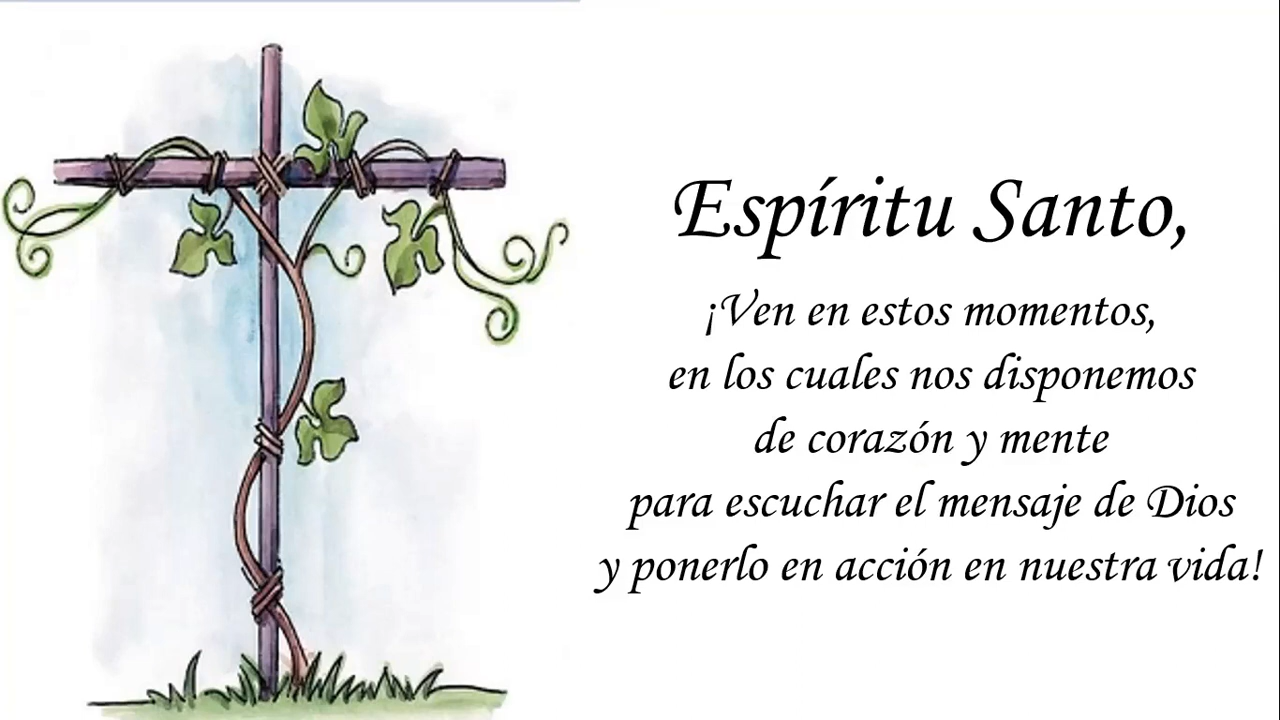 Espíritu Santo,
¡Ven en estos momentos,
en los cuales nos disponemos
de corazón y mente
para escuchar el mensaje de Dios
y ponerlo en acción en nuestra vida!